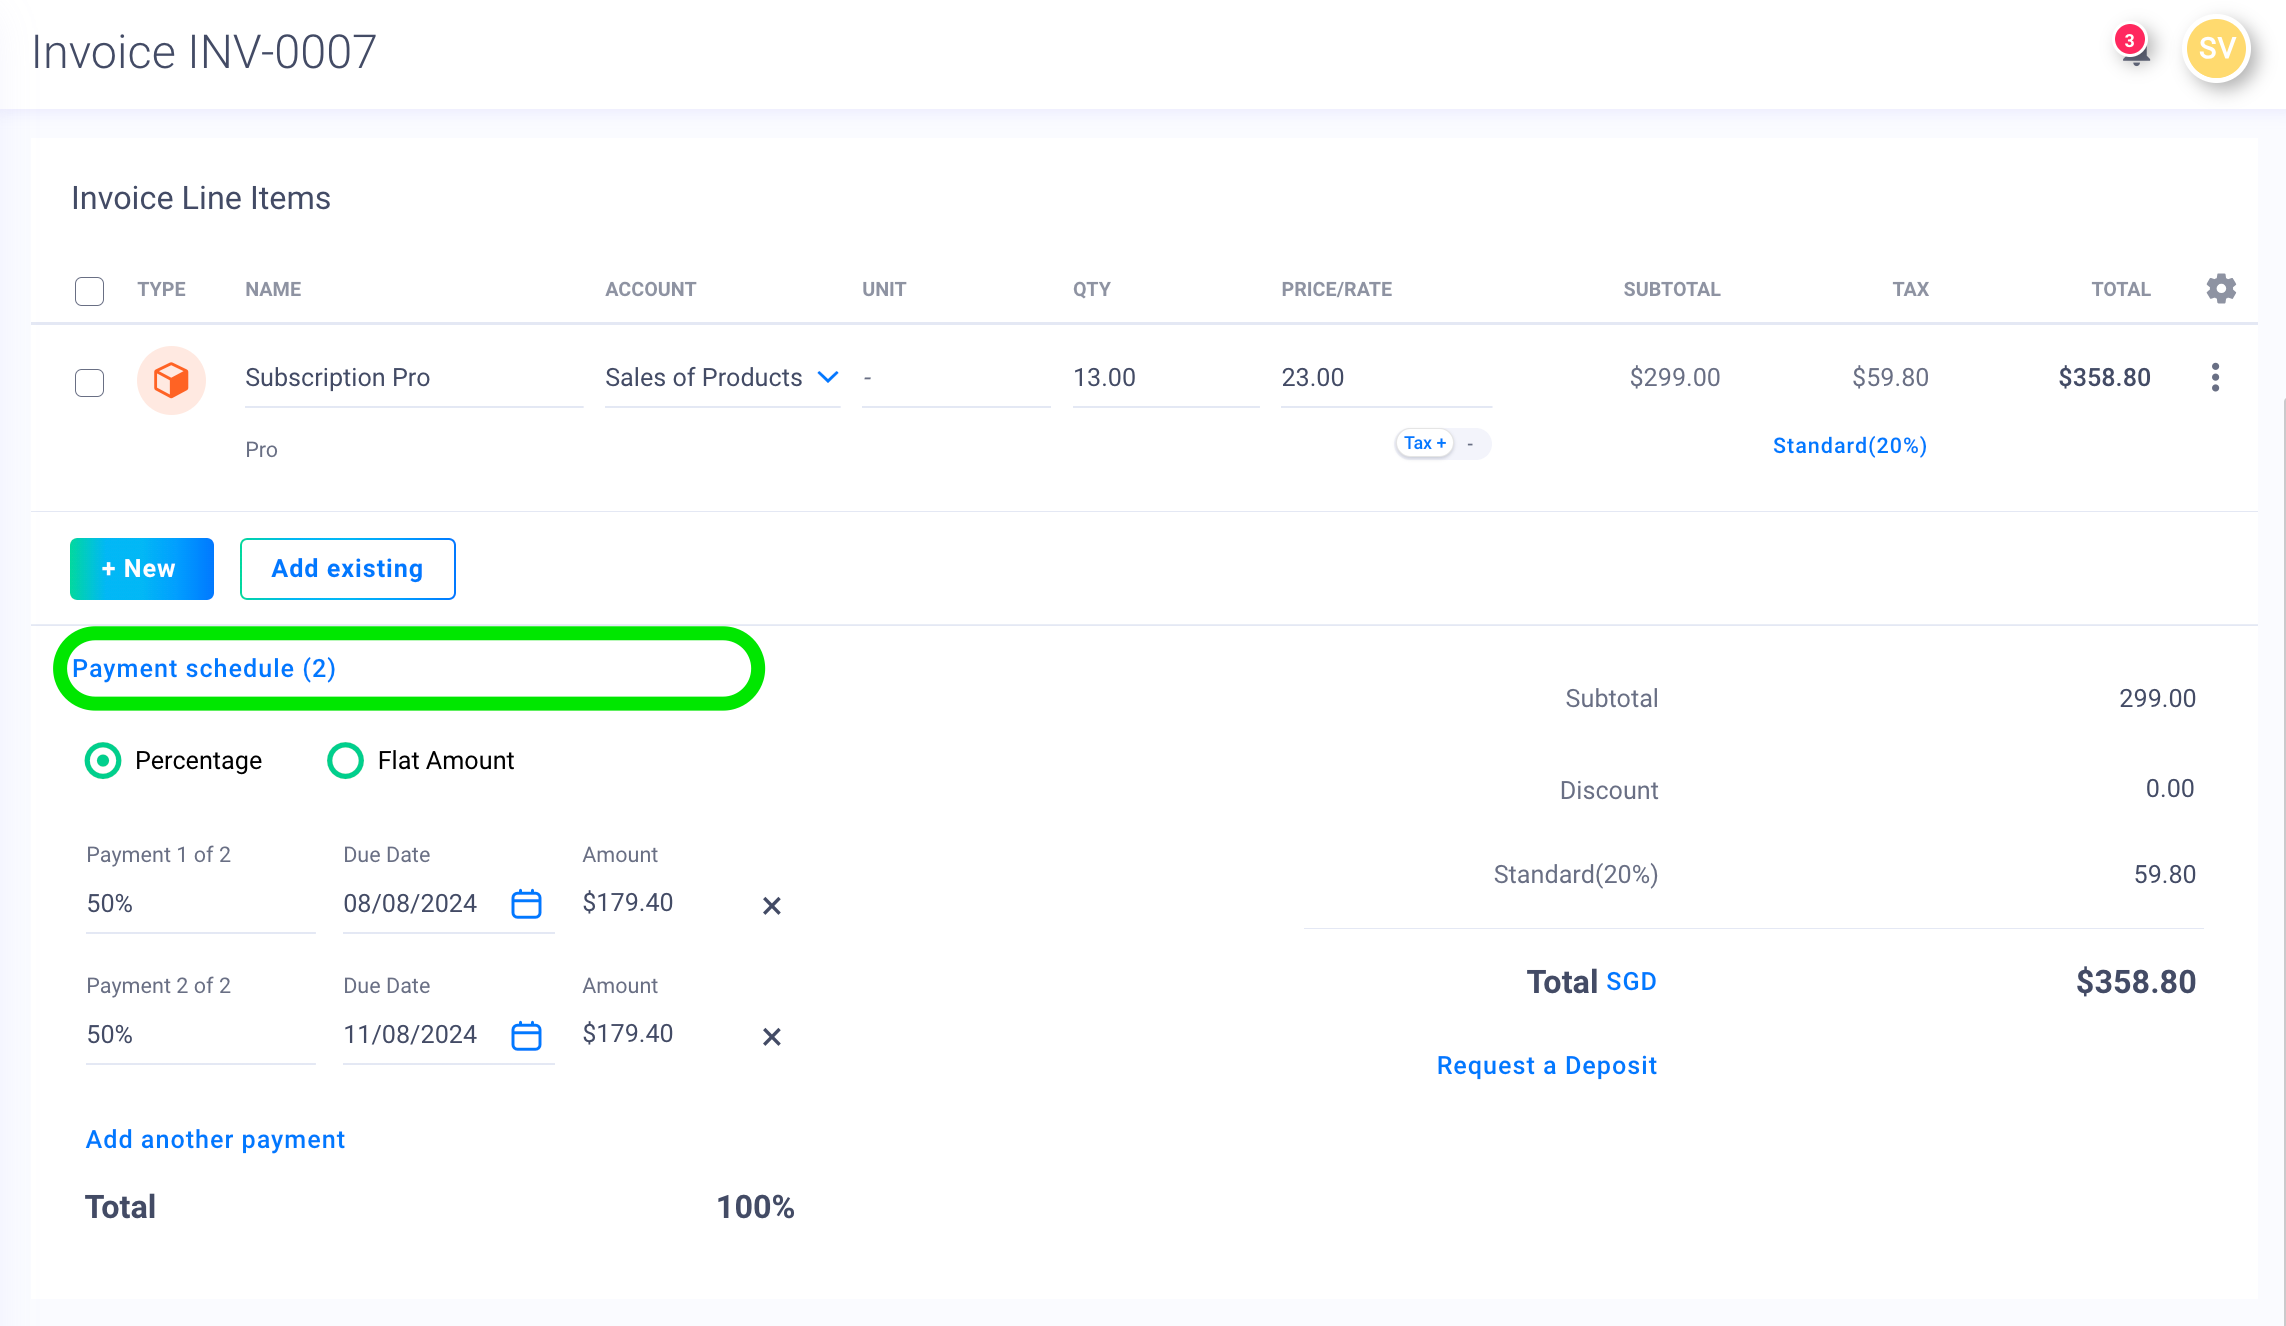 Invoice INV-0007
3
SV
Invoice Line Items
TYPE NAME ACCOUNT UNIT QTY PRICE/RATE SUBTOTAL TAX TOTAL
Subscription Pro Sales of Products - 13.00 23.00 $299.00 $59.80 $358.80
Pro Tax + - Standard(20%)
+ New Add existing
Payment schedule (2)
Percentage Flat Amount
Payment 1 of 2 Due Date Amount
50% 08/08/2024 $179.40
Payment 2 of 2 Due Date Amount
50% 11/08/2024 $179.40
Add another payment
Total 100%
Subtotal 299.00
Discount 0.00
Standard(20%) 59.80
Total SGD $358.80
Request a Deposit